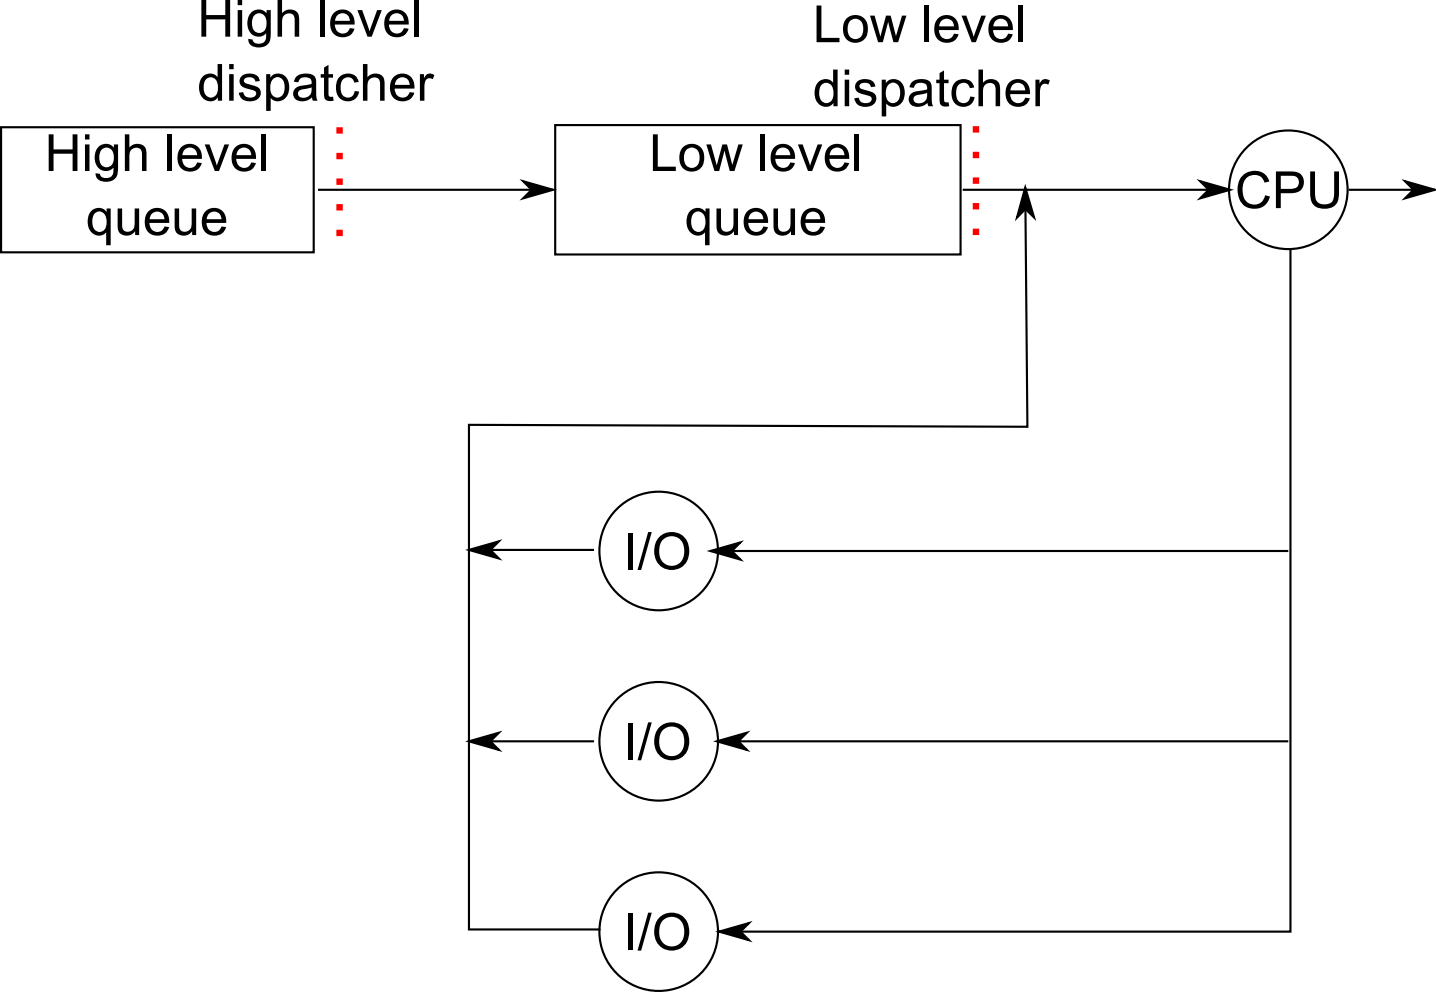 High level
dispatcher
Low level
dispatcher
High level
queue
Low level
queue
CPU
I/O
I/O
I/O